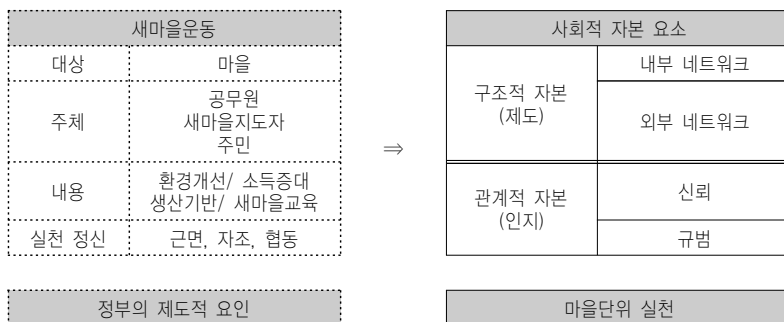 새마을운동
대상 마을
주체 공무원
새마을지도자
주민
내용 환경개선/ 소득증대
생산기반/ 새마을교육
실천 정신 근면, 자조, 협동
⇒
사회적 자본 요소
구조적 자본
(제도)
내부 네트워크
외부 네트워크
관계적 자본
(인지)
신뢰
규범
정부의 제도적 요인
마을단위 실천